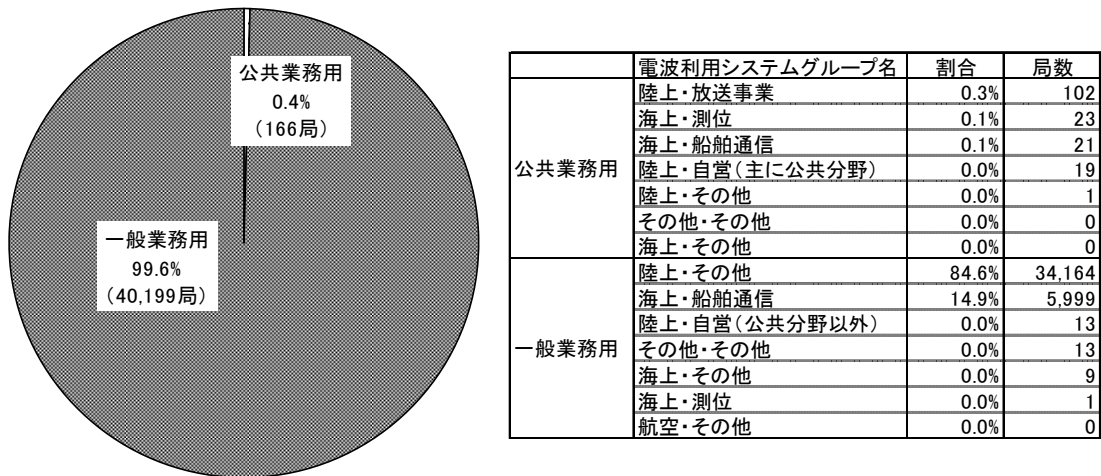 公共業務用
0.4%
（166局）
一般業務用
99.6%
（40,199局）
電波利用システムグループ名 割合 局数
公共業務用
陸上・放送事業 0.3% 102
海上・測位 0.1% 23
海上・船舶通信 0.1% 21
陸上・自営（主に公共分野） 0.0% 19
陸上・その他 0.0% 1
その他・その他 0.0% 0
海上・その他 0.0% 0
一般業務用
陸上・その他 84.6% 34,164
海上・船舶通信 14.9% 5,999
陸上・自営（公共分野以外） 0.0% 13
その他・その他 0.0% 13
海上・その他 0.0% 9
海上・測位 0.0% 1
航空・その他 0.0% 0